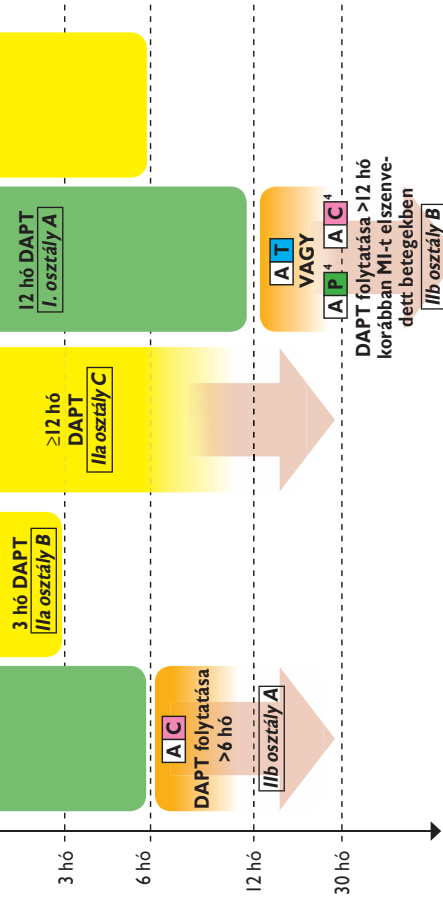 3 hó
6 hó
12 hó
30 hó
A C
DAPT folytatása
>6 hó
IIb osztály A
3 hó DAPT
IIa osztály B
≥12 hó
DAPT
IIa osztály C
12 hó DAPT
I. osztály A
A T
VAGY
A P 4 A C 4
DAPT folytatása >12 hó
korábban MI-t elszenve-
dett betegekben
IIb osztály B